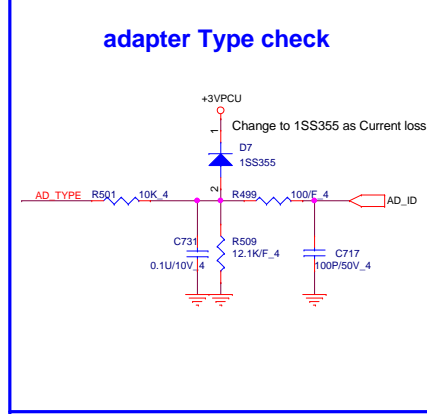 adapter Type check
+3VPCU
Change to 1SS355 as Current loss
1
D7
1SS355
2
AD_TYPE R501 10K_4 R499 100/F_4 AD_ID
C731 R509
0.1U/10V_4 12.1K/F_4
C717
100P/50V_4